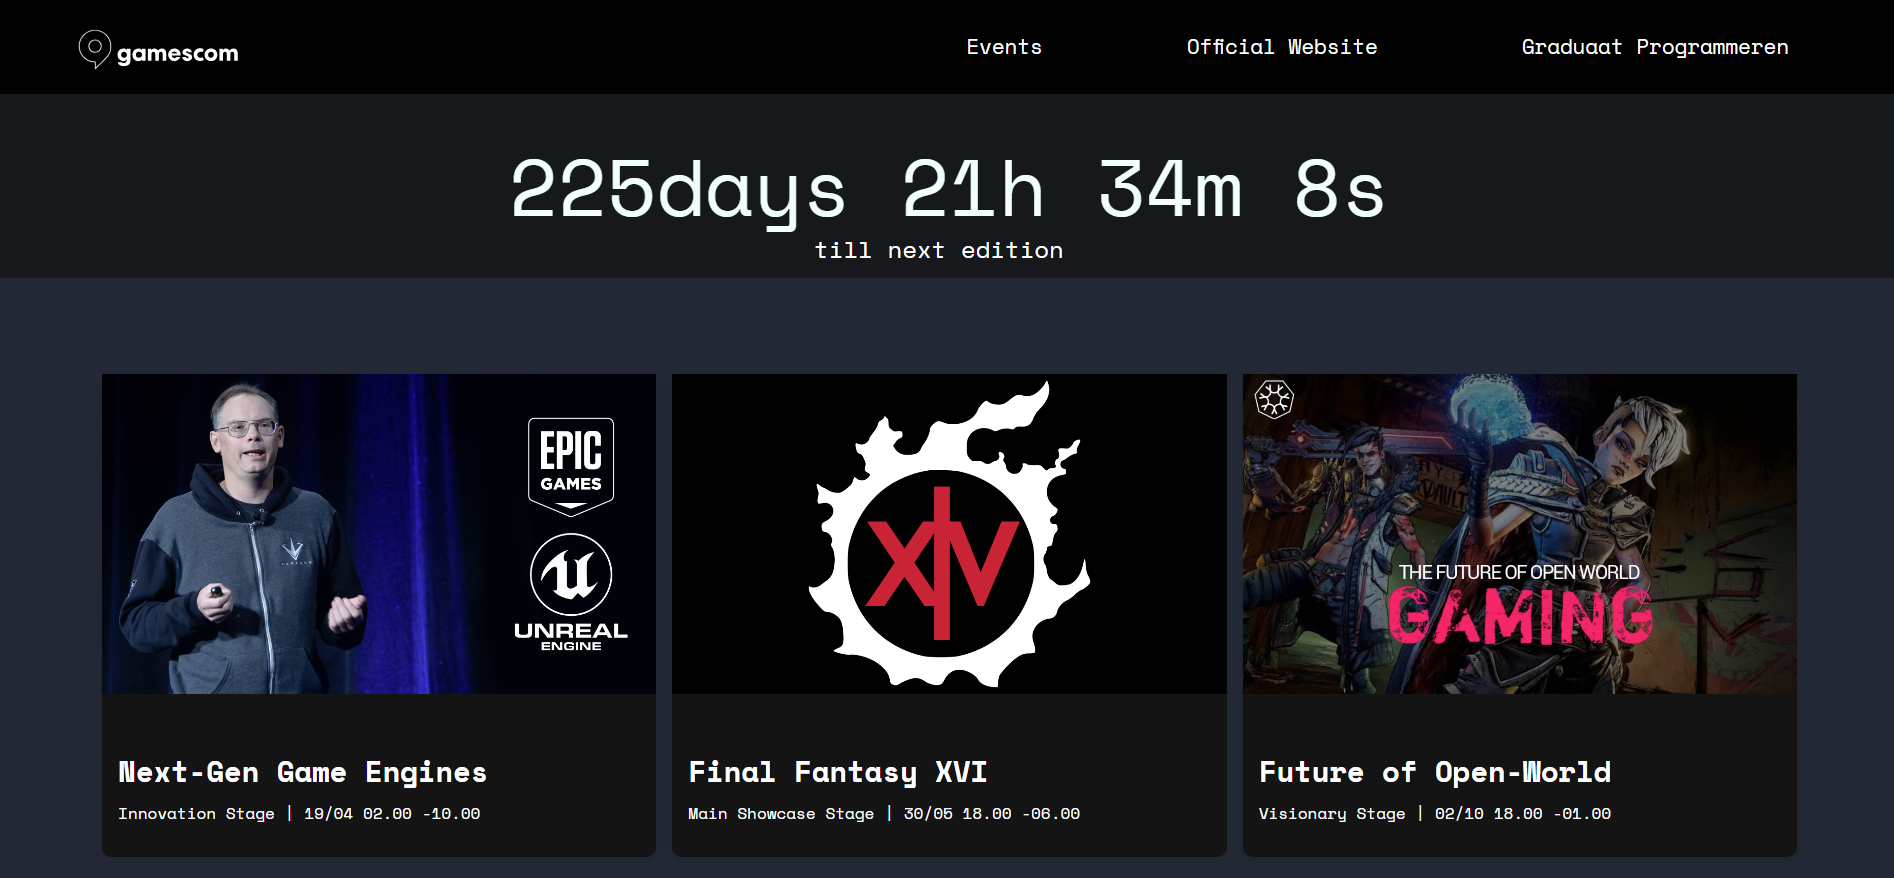 gamescom
Events
Official Website
Graduaat Programmeren
225days 21h 34m 8s
till next edition
EPIC
GAMES
UNREAL
ENGINE
XIV
THE FUTURE OF OPEN WORLD
GAMING
Next-Gen Game Engines
Innovation Stage | 19/04 02.00 -10.00
Final Fantasy XVI
Main Showcase Stage | 30/05 18.00 -06.00
Future of Open-World
Visionary Stage | 02/10 18.00 -01.00